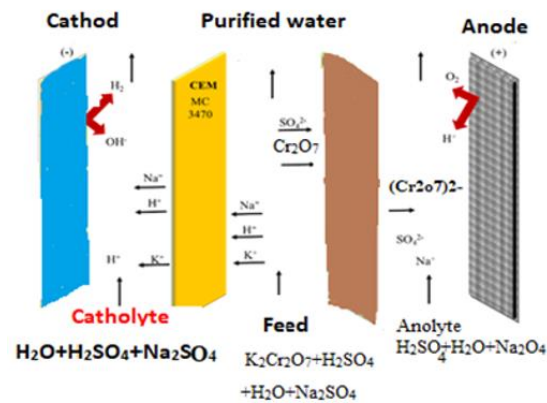 Cathod
Purified water
Anode
(-)
(+)
H₂
OH⁻
CEM
MC
3470
SO₄²⁻
Cr₂O₇
O₂
H⁺
Na⁺
H⁺
Na⁺
H⁺
K⁺
(Cr2o7)2-
SO₄²⁻
Na⁺
H⁺
K⁺
Catholyte
H₂O+H₂SO₄+Na₂SO₄
Feed
K₂Cr₂O₇+H₂SO₄
+H₂O+Na₂SO₄
Anolyte
H₂SO₄+H₂O+Na₂O₄